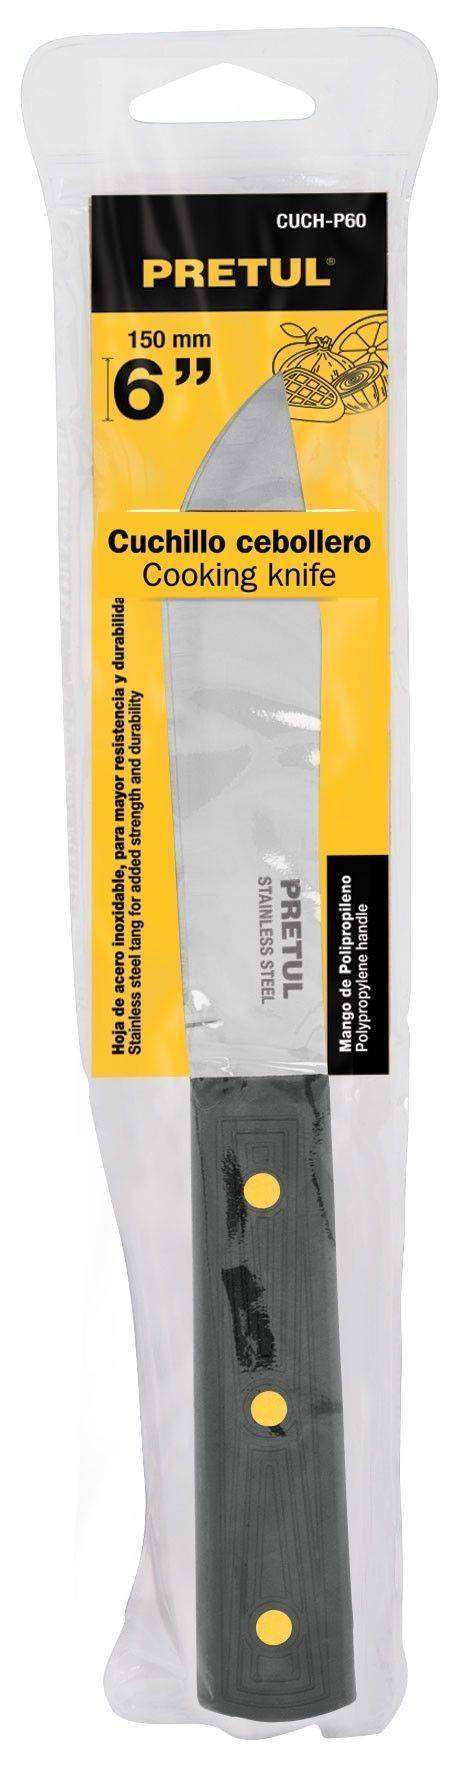 CUCH-P60
PRETUL®
150 mm
6”
Cuchillo cebollero
Cooking knife
Hoja de acero inoxidable, para mayor resistencia y durabilida
Stainless steel tang for added strength and durability
PRETUL
STAINLESS STEEL
Mango de Polipropileno
Polypropylene handle